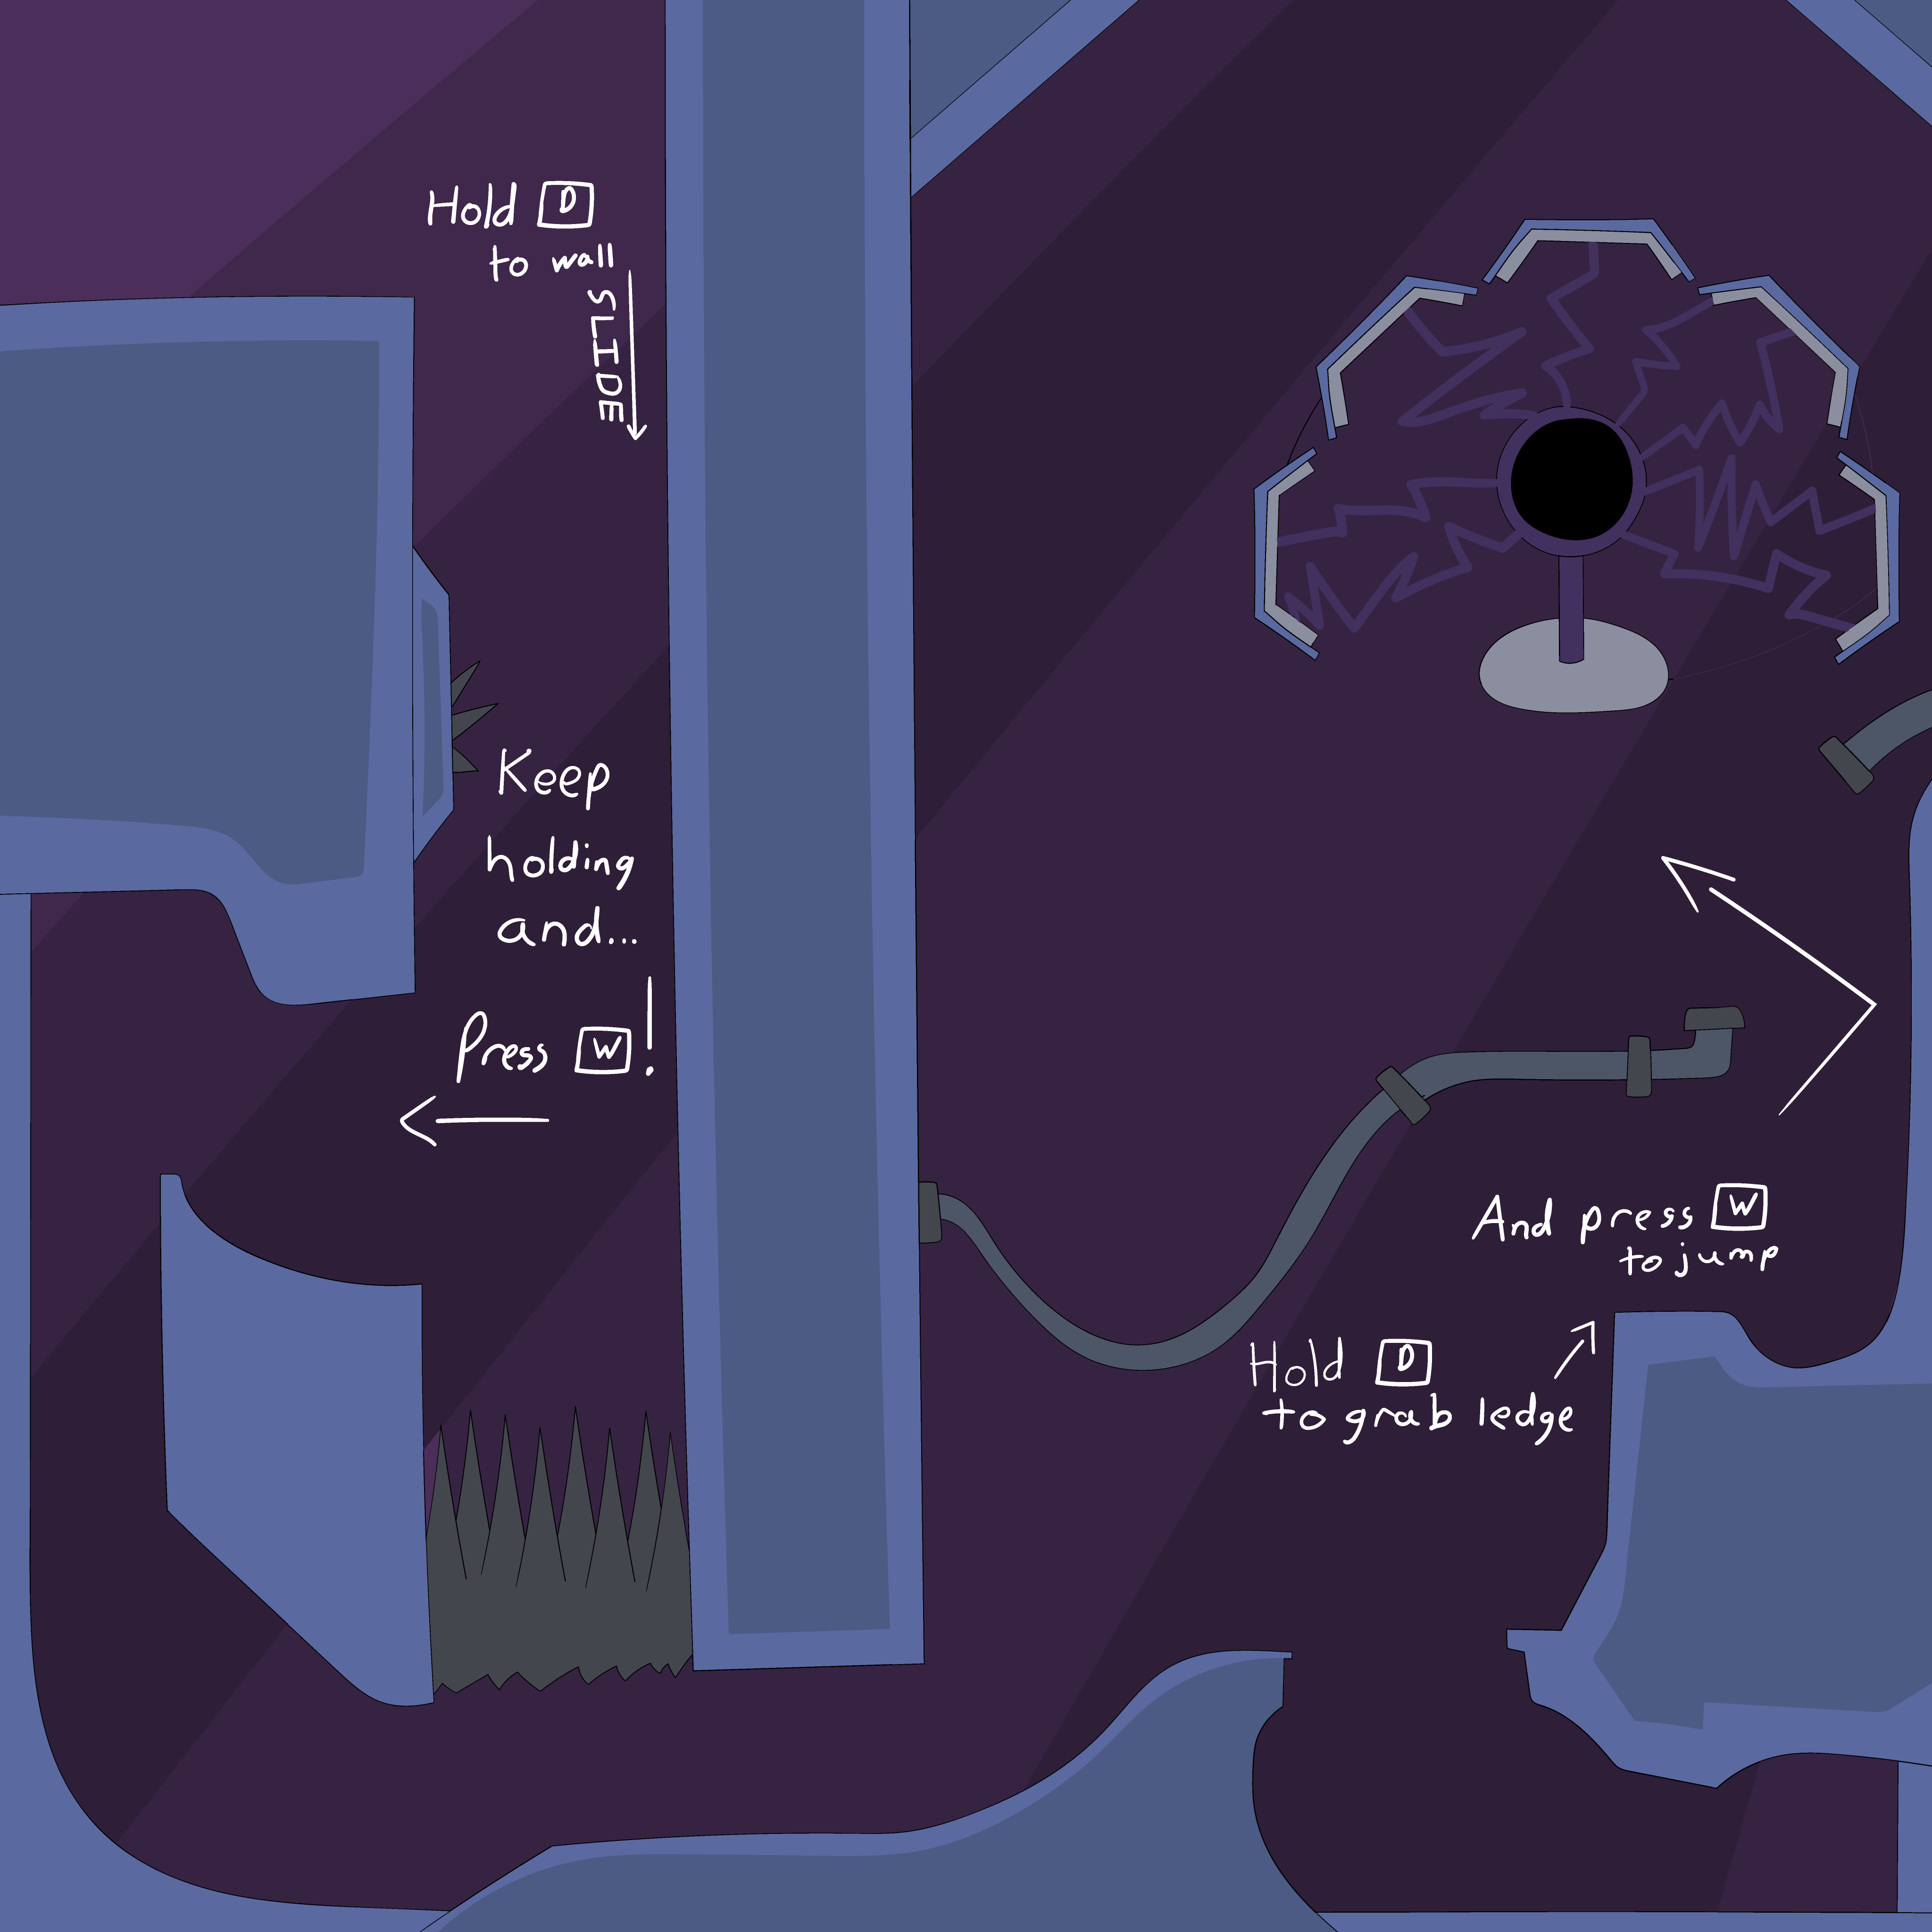 Hold D
to wall
SLIDE
Keep
holding
and...
Press W!
And press W
to jump
Hold D
to grab ledge